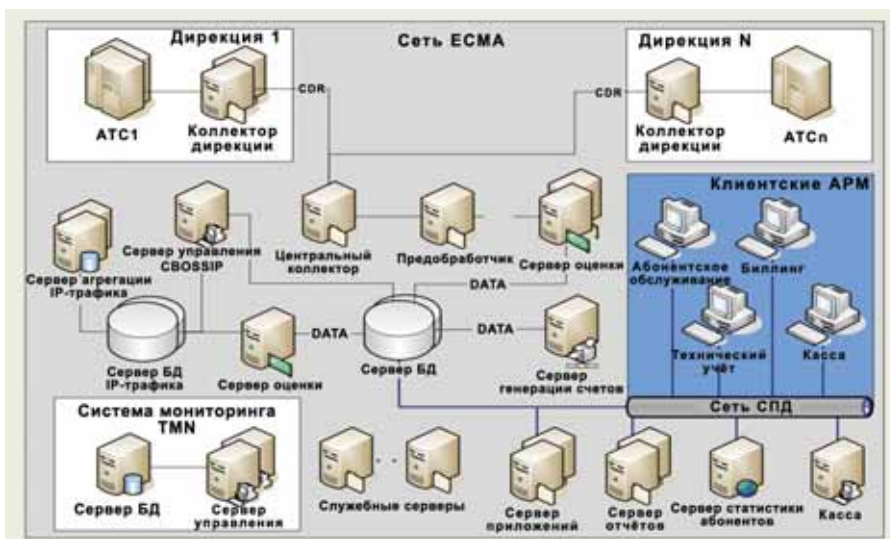 Дирекция 1
Сеть ЕСМА
Дирекция N
CDR
CDR
АТС1
Коллектор
дирекции
Коллектор
дирекции
АТСn
Клиентские АРМ
Сервер управления
CBOSSIP
Центральный
коллектор
Предобработчик
Сервер оценки
Абонентское
обслуживание
Биллинг
Сервер агрегации
IP-трафика
DATA
DATA
DATA
Сервер БД
IP-трафика
Сервер оценки
Сервер БД
Сервер
генерации счетов
Технический
учёт
Касса
Сеть СПД
Система мониторинга
TMN
Сервер БД
Сервер
управления
Служебные серверы
Сервер
приложений
Сервер
отчётов
Сервер статистики
абонентов
Касса